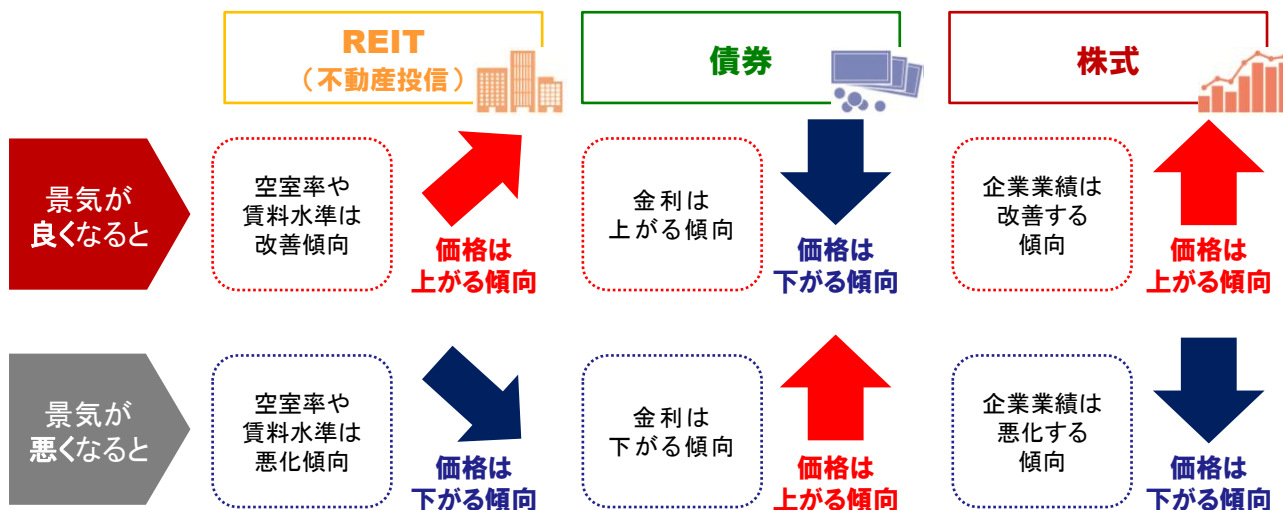 REIT
（不動産投信）
債券
株式
景気が
良くなると
空室率や
賃料水準は
改善傾向
価格は
上がる傾向
金利は
上がる傾向
価格は
下がる傾向
企業業績は
改善する
傾向
価格は
上がる傾向
景気が
悪くなると
空室率や
賃料水準は
悪化傾向
価格は
下がる傾向
金利は
下がる傾向
価格は
上がる傾向
企業業績は
悪化する
傾向
価格は
下がる傾向